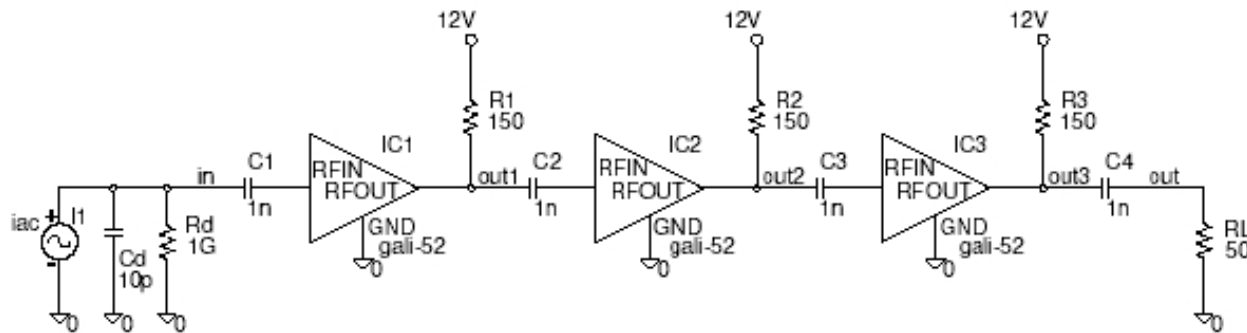 12V
12V
12V
R1
150
R2
150
R3
150
IC1
IC2
IC3
in
C1
1n
RFIN
RFOUT
out1
C2
1n
RFIN
RFOUT
out2
C3
1n
RFIN
RFOUT
out3
C4
1n
out
iac
+
I1
-
Cd
10p
Rd
1G
GND
gali-52
GND
gali-52
GND
gali-52
RL
50
0
0
0
0
0
0
0